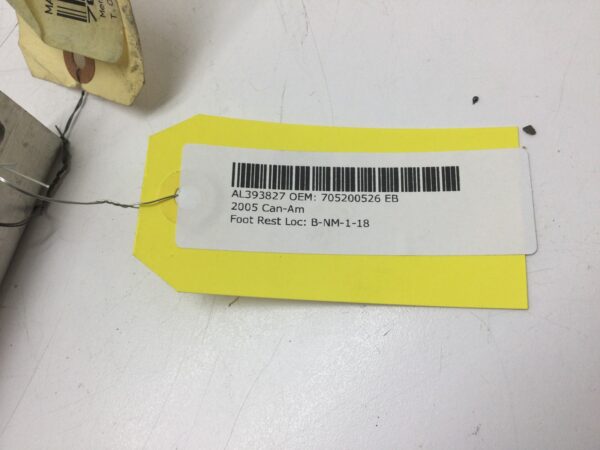 AL393827 OEM: 705200526 EB
2005 Can-Am
Foot Rest Loc: B-NM-1-18